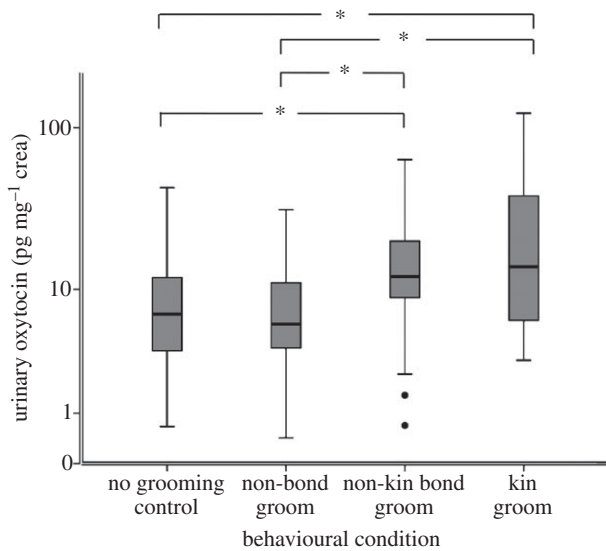 *
*
*
*
100
10
1
0
urinary oxytocin (pg mg⁻¹ crea)
no grooming control
non-bond groom
non-kin bond groom
kin groom
behavioural condition